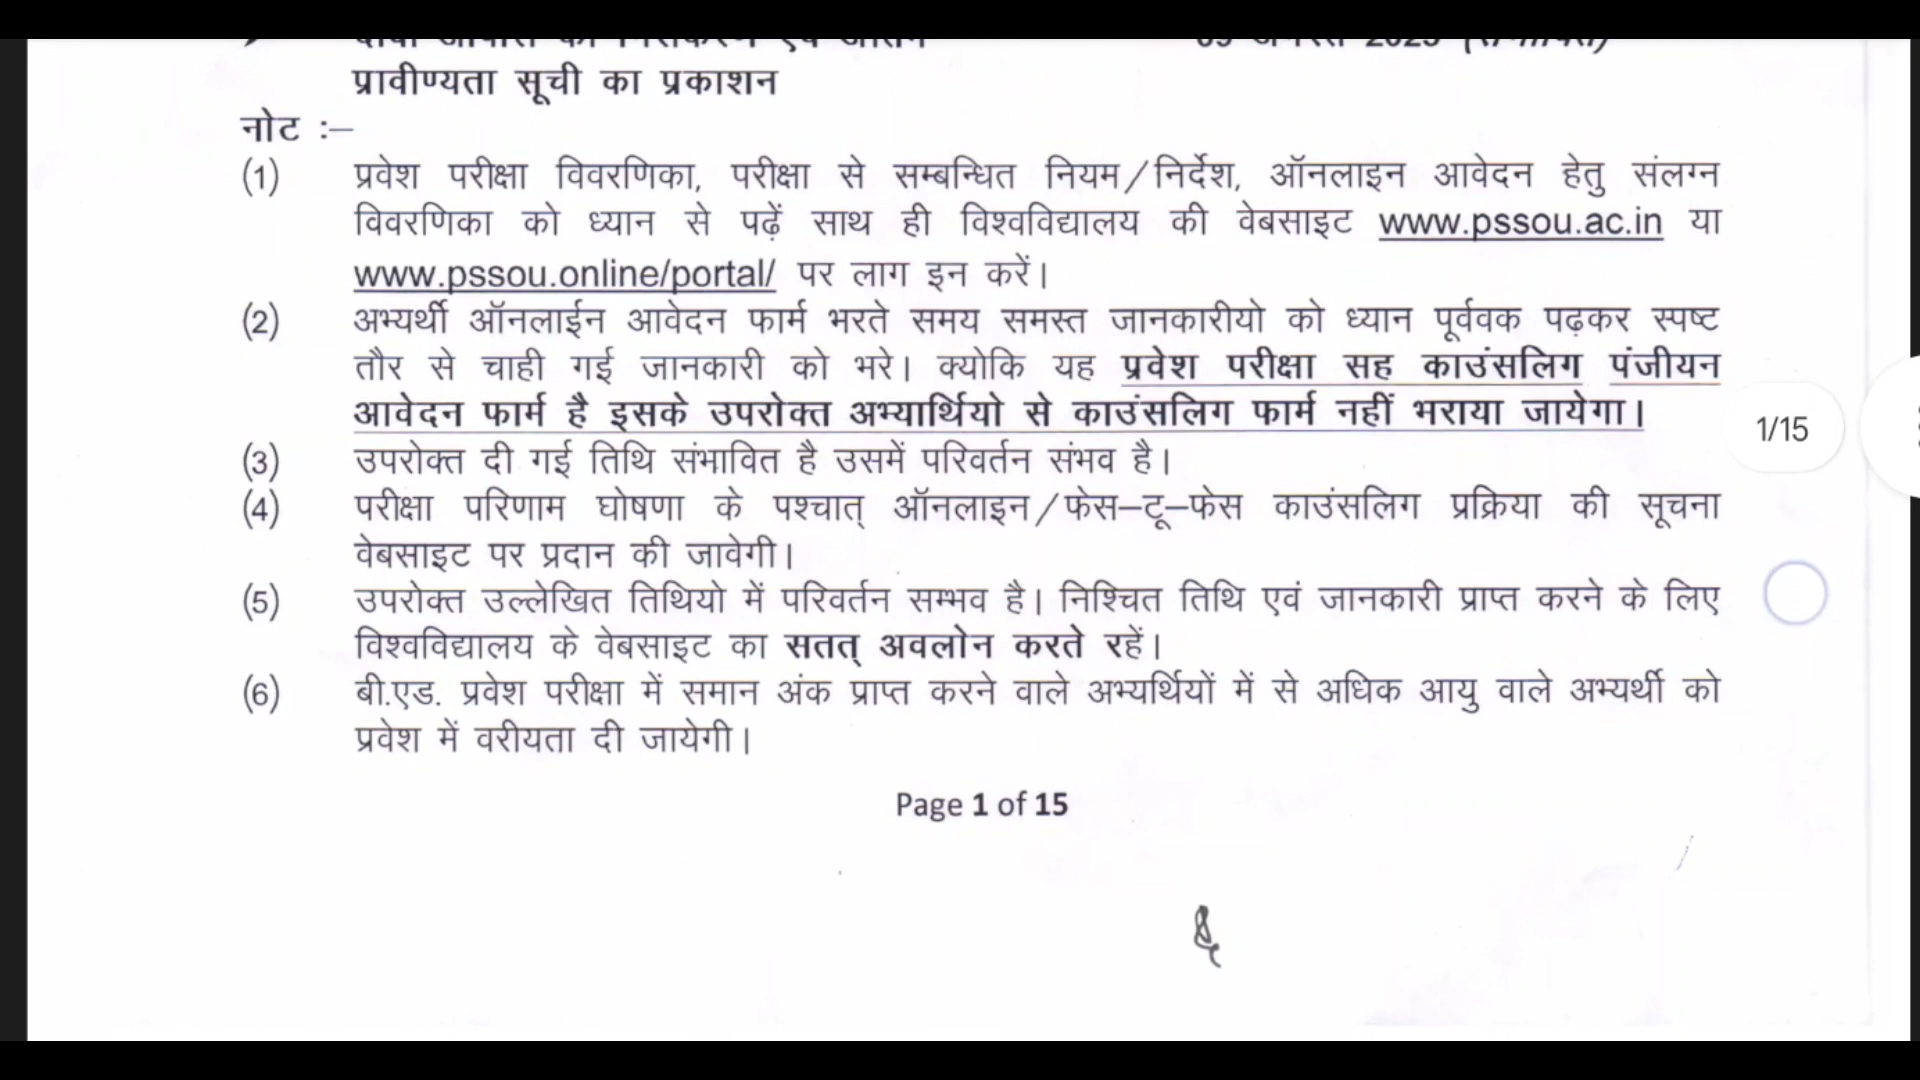 प्रावीण्यता सूची का प्रकाशन
नोट :–
(1) प्रवेश परीक्षा विवरणिका, परीक्षा से सम्बन्धित नियम/निर्देश, ऑनलाइन आवेदन हेतु संलग्न
विवरणिका को ध्यान से पढ़ें साथ ही विश्वविद्यालय की वेबसाइट www.pssou.ac.in या
www.pssou.online/portal/ पर लाग इन करें।
(2) अभ्यर्थी ऑनलाईन आवेदन फार्म भरते समय समस्त जानकारीयो को ध्यान पूर्ववक पढ़कर स्पष्ट
तौर से चाही गई जानकारी को भरे। क्योकि यह प्रवेश परीक्षा सह काउंसलिग पंजीयन
आवेदन फार्म है इसके उपरोक्त अभ्यार्थियो से काउंसलिग फार्म नहीं भराया जायेगा।
(3) उपरोक्त दी गई तिथि संभावित है उसमें परिवर्तन संभव है।
(4) परीक्षा परिणाम घोषणा के पश्चात् ऑनलाइन/फेस–टू–फेस काउंसलिग प्रक्रिया की सूचना
वेबसाइट पर प्रदान की जावेगी।
(5) उपरोक्त उल्लेखित तिथियो में परिवर्तन सम्भव है। निश्चित तिथि एवं जानकारी प्राप्त करने के लिए
विश्वविद्यालय के वेबसाइट का सतत् अवलोन करते रहें।
(6) बी.एड. प्रवेश परीक्षा में समान अंक प्राप्त करने वाले अभ्यर्थियों में से अधिक आयु वाले अभ्यर्थी को
प्रवेश में वरीयता दी जायेगी।
Page 1 of 15
1/15